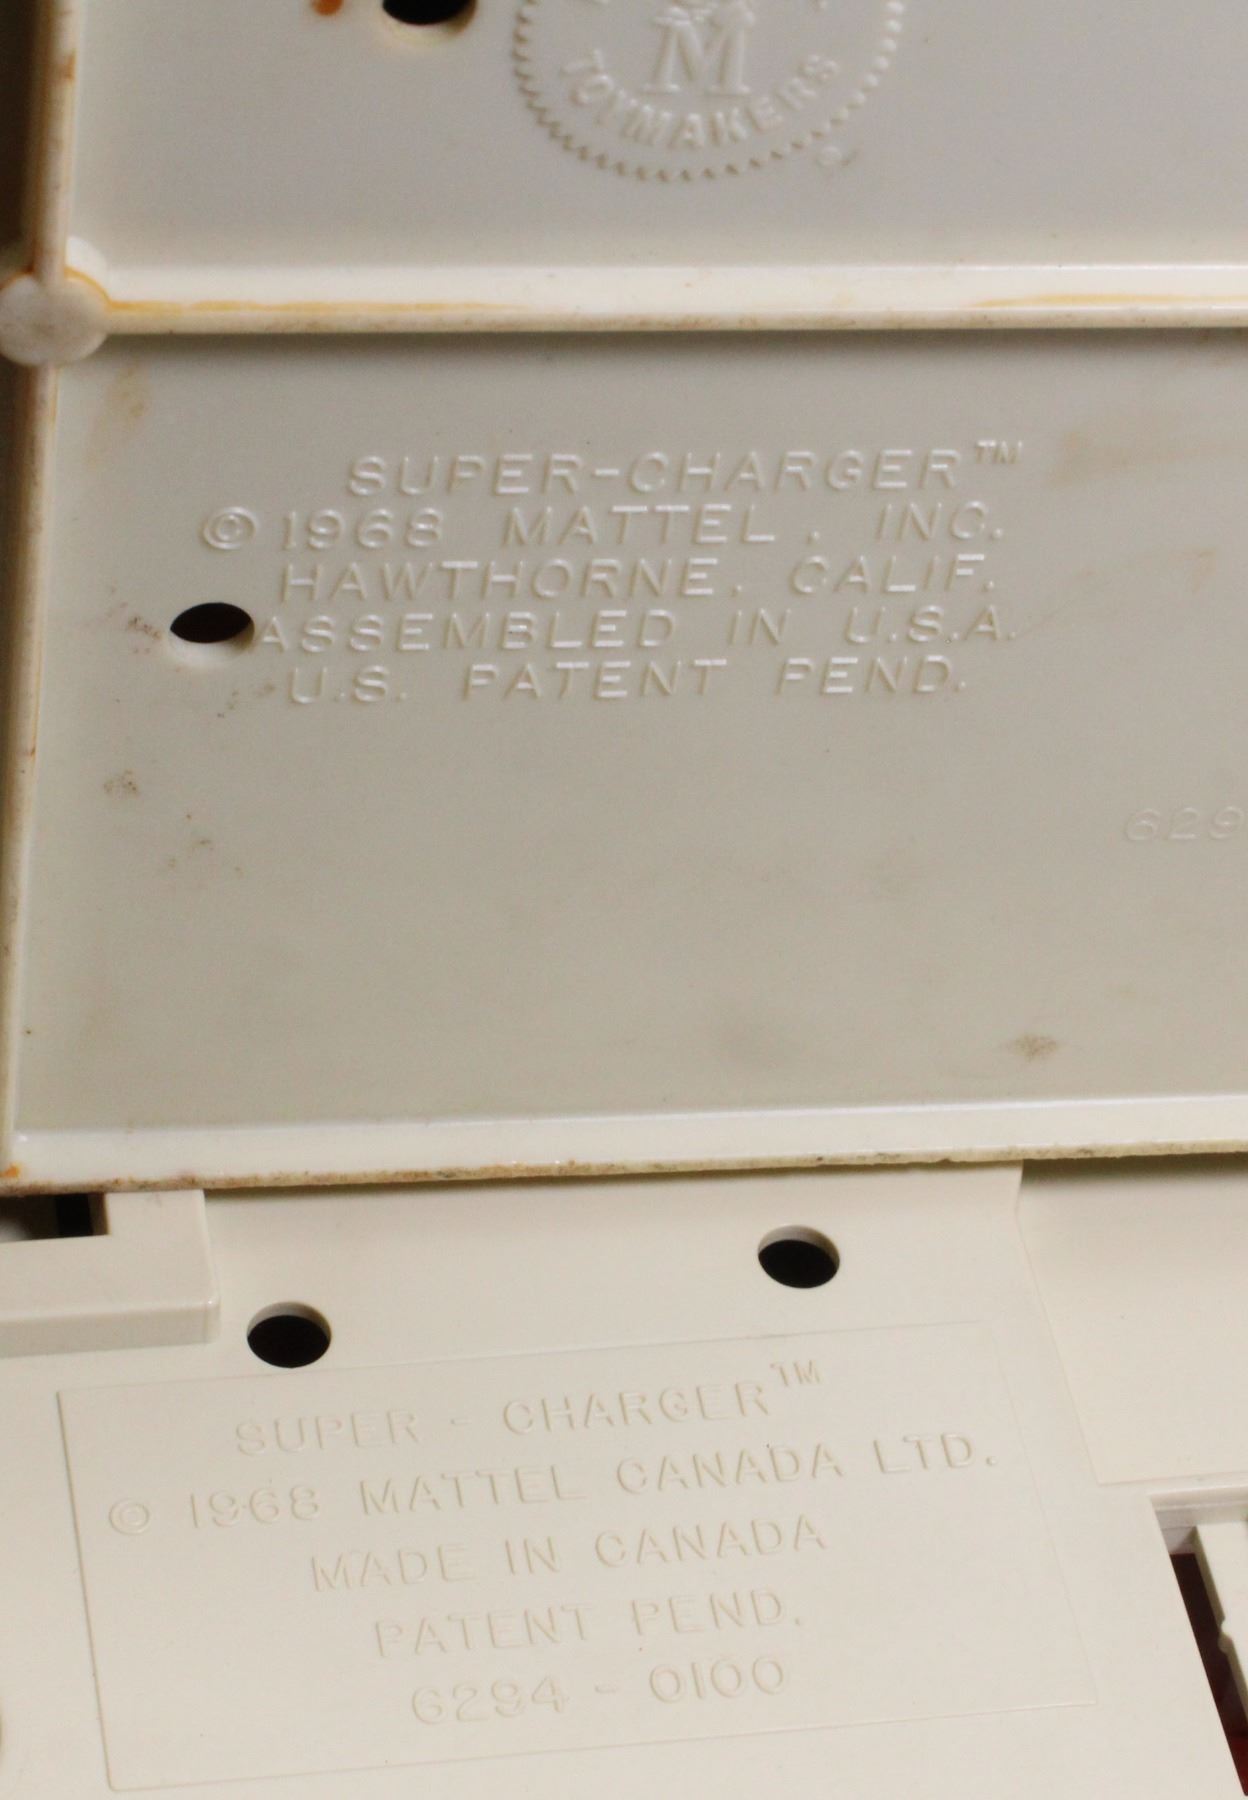 M
TOYMAKERS
SUPER-CHARGER™
© 1968 MATTEL, INC.
HAWTHORNE, CALIF.
ASSEMBLED IN U.S.A.
U.S. PATENT PEND.
629
SUPER - CHARGER™
© 1968 MATTEL CANADA LTD.
MADE IN CANADA
PATENT PEND.
6294 - 0100